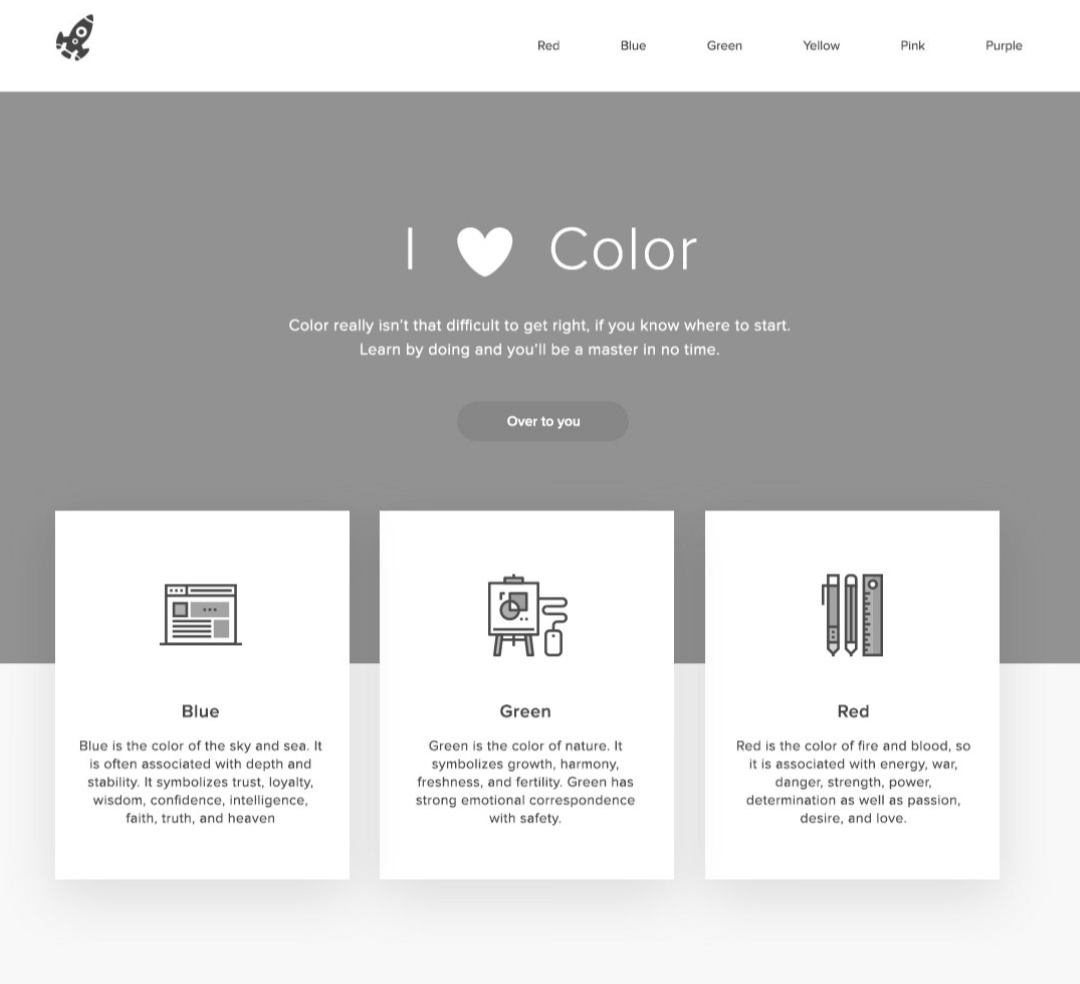 Red Blue Green Yellow Pink Purple
I Color
Color really isn't that difficult to get right, if you know where to start.
Learn by doing and you'll be a master in no time.
Over to you
Blue
Blue is the color of the sky and sea. It
is often associated with depth and
stability. It symbolizes trust, loyalty,
wisdom, confidence, intelligence,
faith, truth, and heaven
Green
Green is the color of nature. It
symbolizes growth, harmony,
freshness, and fertility. Green has
strong emotional correspondence
with safety.
Red
Red is the color of fire and blood, so
it is associated with energy, war,
danger, strength, power,
determination as well as passion,
desire, and love.